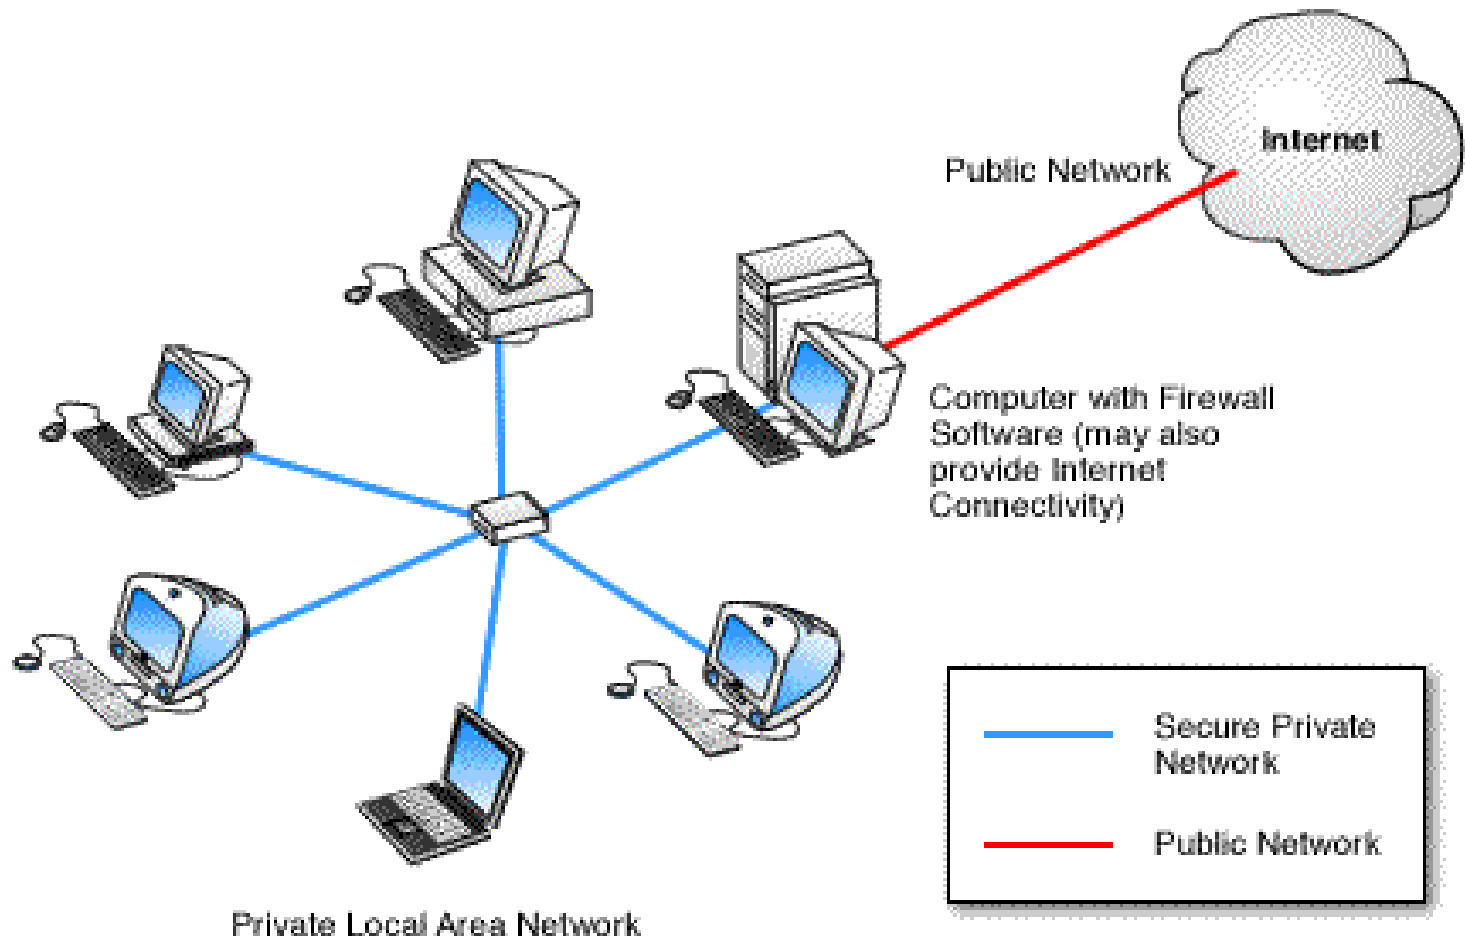 Internet
Public Network
Computer with Firewall
Software (may also
provide Internet
Connectivity)
Secure Private
Network
Public Network
Private Local Area Network